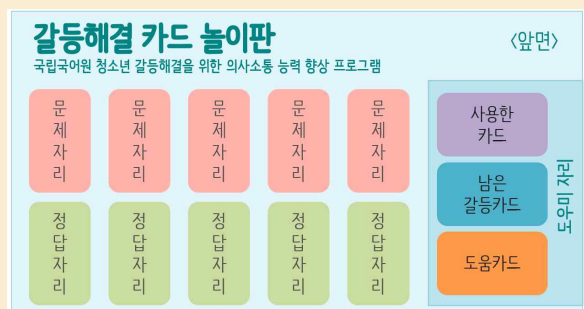 갈등해결 카드 놀이판
〈앞면〉
국립국어원 청소년 갈등해결을 위한 의사소통 능력 향상 프로그램
문제자리
문제자리
문제자리
문제자리
문제자리
정답자리
정답자리
정답자리
정답자리
정답자리
사용한
카드
남은
갈등카드
도움카드
도우미 자리